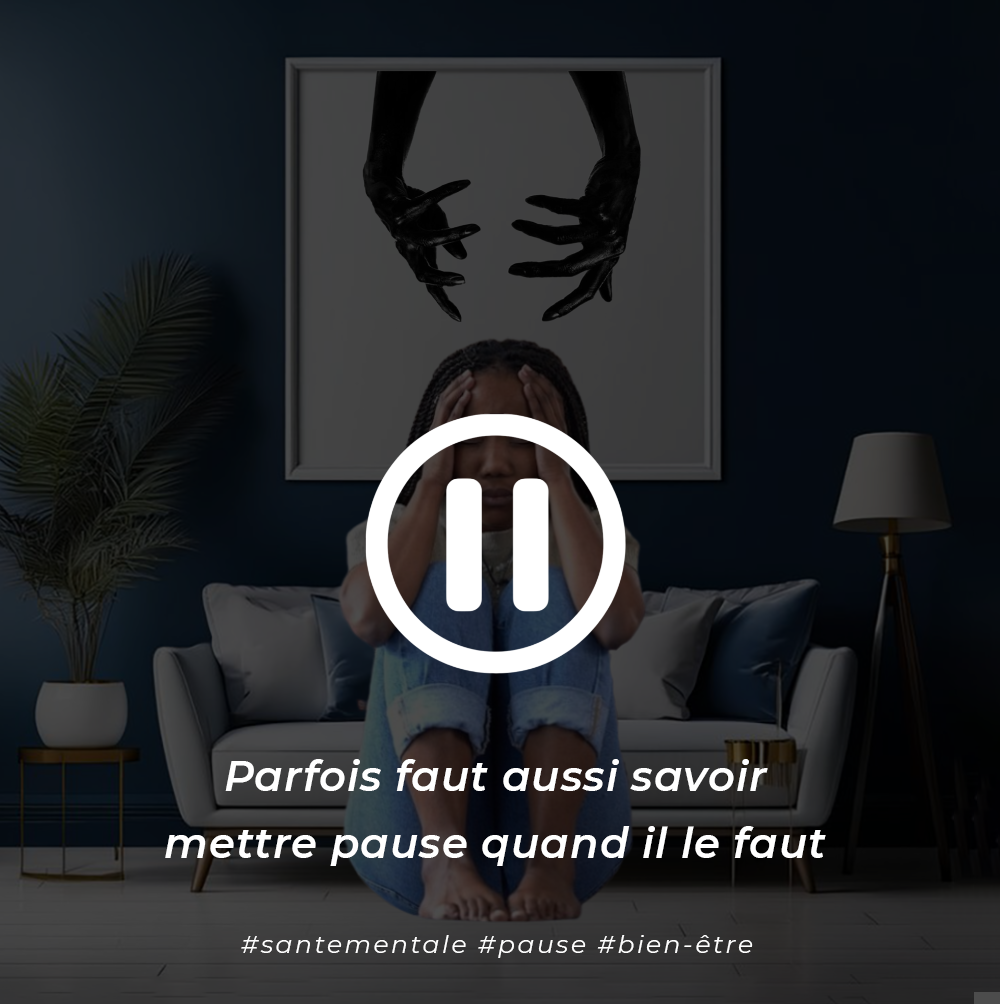 Parfois faut aussi savoir
mettre pause quand il le faut
#santementale #pause #bien-être